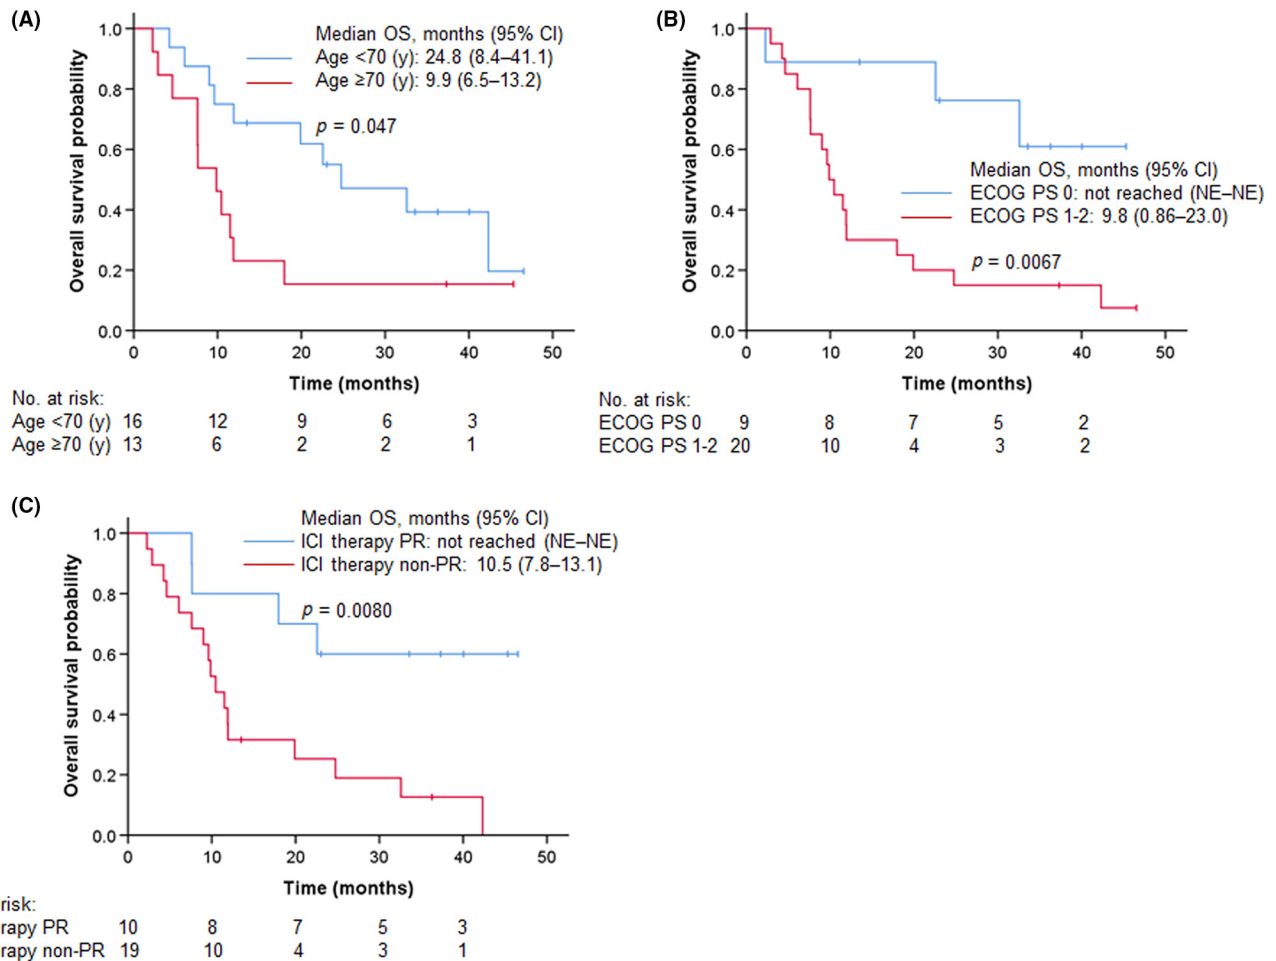 (A)
Median OS, months (95% CI)
Age <70 (y): 24.8 (8.4–41.1)
Age ≥70 (y): 9.9 (6.5–13.2)
p = 0.047
Overall survival probability
1.0
0.8
0.6
0.4
0.2
0.0
0 10 20 30 40 50
Time (months)
No. at risk:
Age <70 (y) 16 12 9 6 3
Age ≥70 (y) 13 6 2 2 1
(B)
Median OS, months (95% CI)
ECOG PS 0: not reached (NE–NE)
ECOG PS 1-2: 9.8 (0.86–23.0)
p = 0.0067
Overall survival probability
1.0
0.8
0.6
0.4
0.2
0.0
0 10 20 30 40 50
Time (months)
No. at risk:
ECOG PS 0 9 8 7 5 2
ECOG PS 1-2 20 10 4 3 2
(C)
Median OS, months (95% CI)
ICI therapy PR: not reached (NE–NE)
ICI therapy non-PR: 10.5 (7.8–13.1)
p = 0.0080
Overall survival probability
1.0
0.8
0.6
0.4
0.2
0.0
0 10 20 30 40 50
Time (months)
risk:
rapy PR 10 8 7 5 3
rapy non-PR 19 10 4 3 1